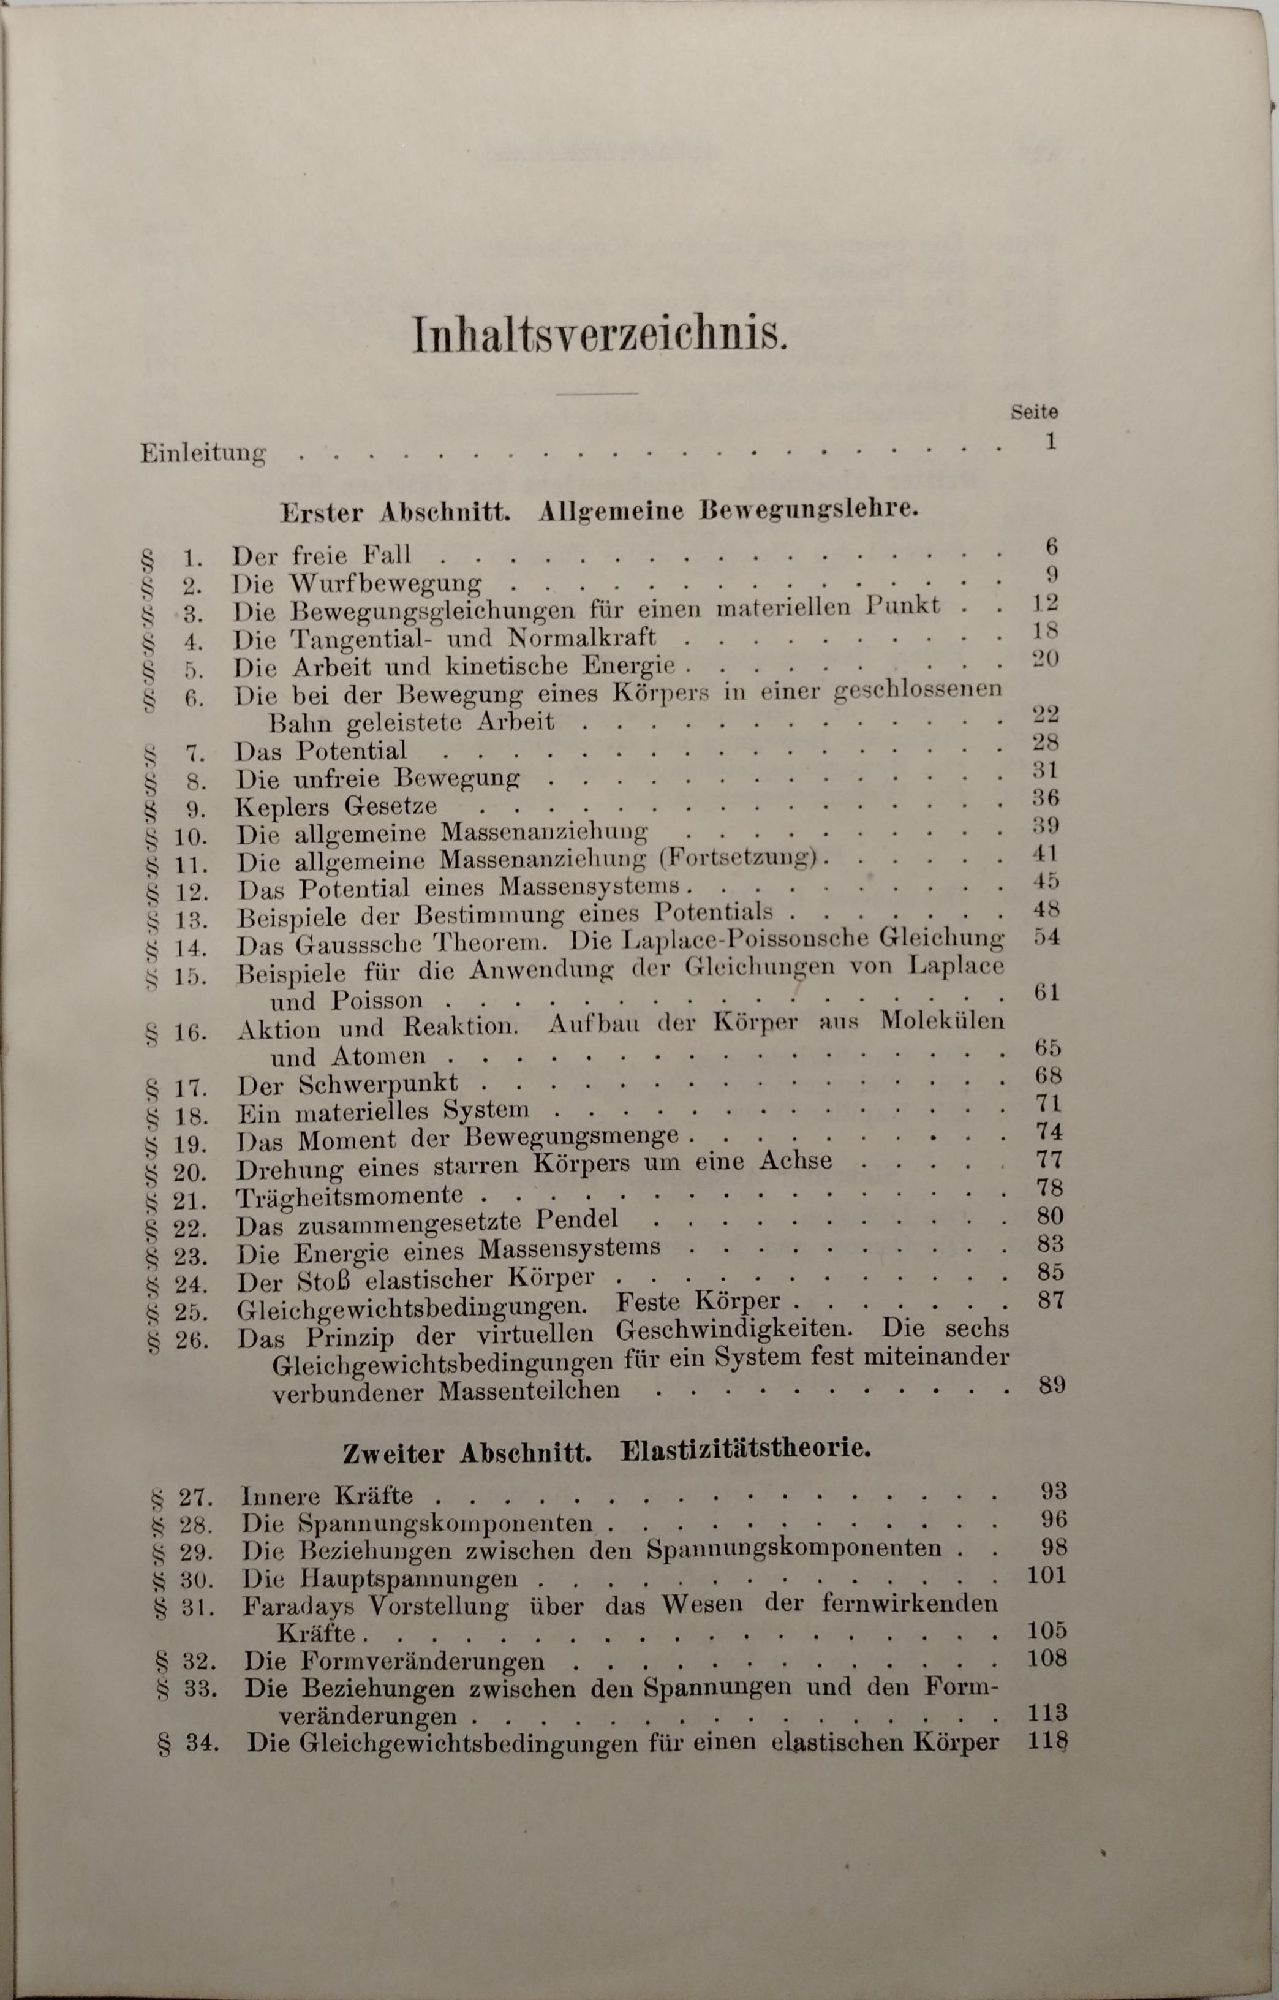 Inhaltsverzeichnis.
Seite
Einleitung . . . . . . . . . . . . . . . . . . . . . 1
Erster Abschnitt. Allgemeine Bewegungslehre.
§ 1. Der freie Fall . . . . . . . . . . . . . . . . . 6
§ 2. Die Wurfbewegung . . . . . . . . . . . . . . . 9
§ 3. Die Bewegungsgleichungen für einen materiellen Punkt . . 12
§ 4. Die Tangential- und Normalkraft . . . . . . . . . . 18
§ 5. Die Arbeit und kinetische Energie . . . . . . . . . . 20
§ 6. Die bei der Bewegung eines Körpers in einer geschlossenen
Bahn geleistete Arbeit . . . . . . . . . . . . . 22
§ 7. Das Potential . . . . . . . . . . . . . . . . . 28
§ 8. Die unfreie Bewegung . . . . . . . . . . . . . . 31
§ 9. Keplers Gesetze . . . . . . . . . . . . . . . . 36
§ 10. Die allgemeine Massenanziehung . . . . . . . . . . 39
§ 11. Die allgemeine Massenanziehung (Fortsetzung) . . . . . . 41
§ 12. Das Potential eines Massensystems . . . . . . . . . . 45
§ 13. Beispiele der Bestimmung eines Potentials . . . . . . . 48
§ 14. Das Gausssche Theorem. Die Laplace-Poissonsche Gleichung 54
§ 15. Beispiele für die Anwendung der Gleichungen von Laplace
und Poisson . . . . . . . . . . . . . . . . . 61
§ 16. Aktion und Reaktion. Aufbau der Körper aus Molekülen
und Atomen . . . . . . . . . . . . . . . . . 65
§ 17. Der Schwerpunkt . . . . . . . . . . . . . . . . 68
§ 18. Ein materielles System . . . . . . . . . . . . . . 71
§ 19. Das Moment der Bewegungsmenge . . . . . . . . . . 74
§ 20. Drehung eines starren Körpers um eine Achse . . . . . 77
§ 21. Trägheitsmomente . . . . . . . . . . . . . . . . 78
§ 22. Das zusammengesetzte Pendel . . . . . . . . . . . 80
§ 23. Die Energie eines Massensystems . . . . . . . . . . 83
§ 24. Der Stoß elastischer Körper . . . . . . . . . . . . 85
§ 25. Gleichgewichtsbedingungen. Feste Körper . . . . . . . 87
§ 26. Das Prinzip der virtuellen Geschwindigkeiten. Die sechs
Gleichgewichtsbedingungen für ein System fest miteinander
verbundener Massenteilchen . . . . . . . . . . . 89
Zweiter Abschnitt. Elastizitätstheorie.
§ 27. Innere Kräfte . . . . . . . . . . . . . . . . . 93
§ 28. Die Spannungskomponenten . . . . . . . . . . . . 96
§ 29. Die Beziehungen zwischen den Spannungskomponenten . . 98
§ 30. Die Hauptspannungen . . . . . . . . . . . . . . 101
§ 31. Faradays Vorstellung über das Wesen der fernwirkenden
Kräfte . . . . . . . . . . . . . . . . . . . 105
§ 32. Die Formveränderungen . . . . . . . . . . . . . 108
§ 33. Die Beziehungen zwischen den Spannungen und den Form-
veränderungen . . . . . . . . . . . . . . . . 113
§ 34. Die Gleichgewichtsbedingungen für einen elastischen Körper 118